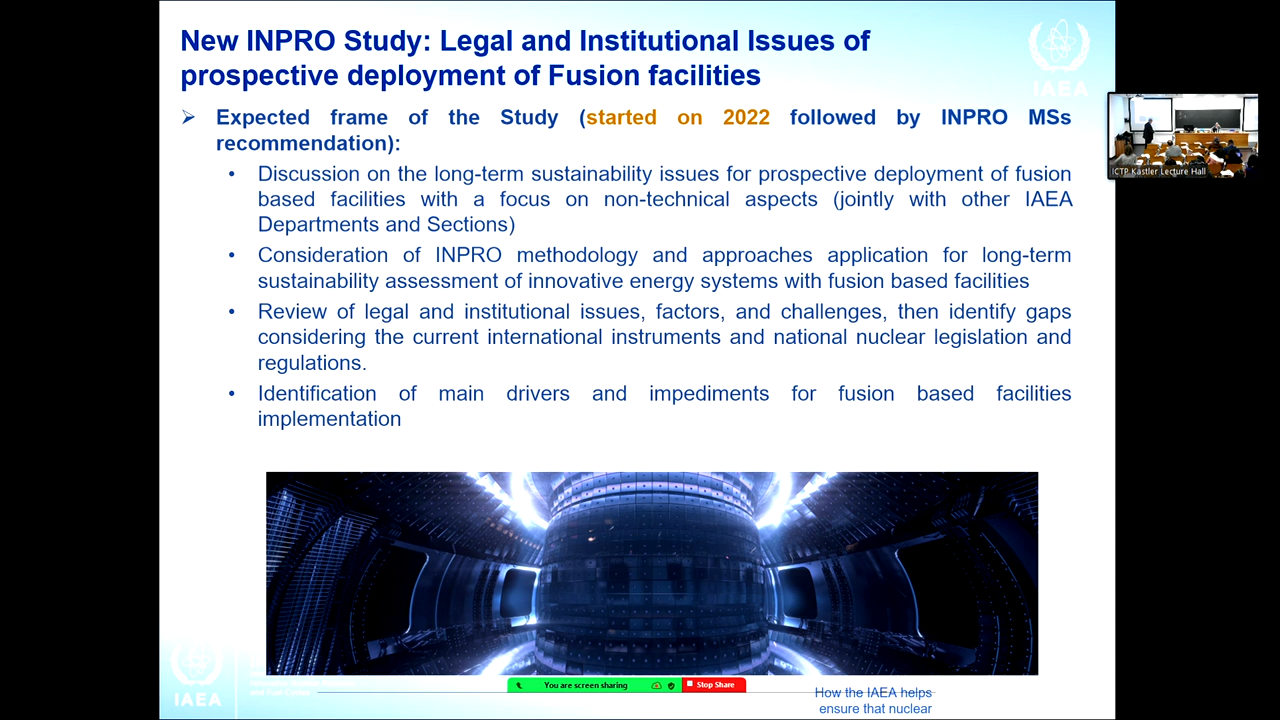 New INPRO Study: Legal and Institutional Issues of
prospective deployment of Fusion facilities
IAEA
➢ Expected frame of the Study (started on 2022 followed by INPRO MSs
recommendation):
• Discussion on the long-term sustainability issues for prospective deployment of fusion
based facilities with a focus on non-technical aspects (jointly with other IAEA
Departments and Sections)
• Consideration of INPRO methodology and approaches application for long-term
sustainability assessment of innovative energy systems with fusion based facilities
• Review of legal and institutional issues, factors, and challenges, then identify gaps
considering the current international instruments and national nuclear legislation and
regulations.
• Identification of main drivers and impediments for fusion based facilities
implementation
ICTP Kastler Lecture Hall
IAEA
You are screen sharing
Stop Share
How the IAEA helps
ensure that nuclear